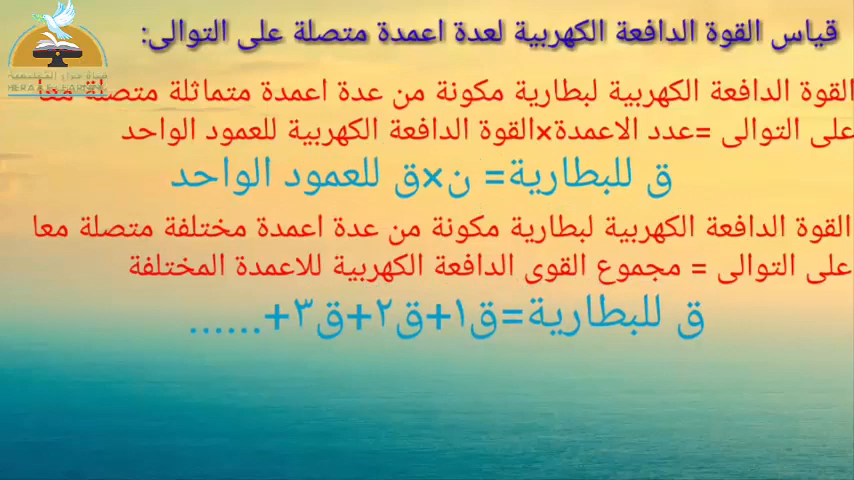 قياس القوة الدافعة الكهربية لعدة اعمدة متصلة على التوالى:
القوة الدافعة الكهربية لبطارية مكونة من عدة اعمدة متماثلة متصلة معا
على التوالى =عدد الاعمدة×القوة الدافعة الكهربية للعمود الواحد
ق للبطارية= ن×ق للعمود الواحد
القوة الدافعة الكهربية لبطارية مكونة من عدة اعمدة مختلفة متصلة معا
على التوالى = مجموع القوى الدافعة الكهربية للاعمدة المختلفة
ق للبطارية=ق١+ق٢+ق٣+......